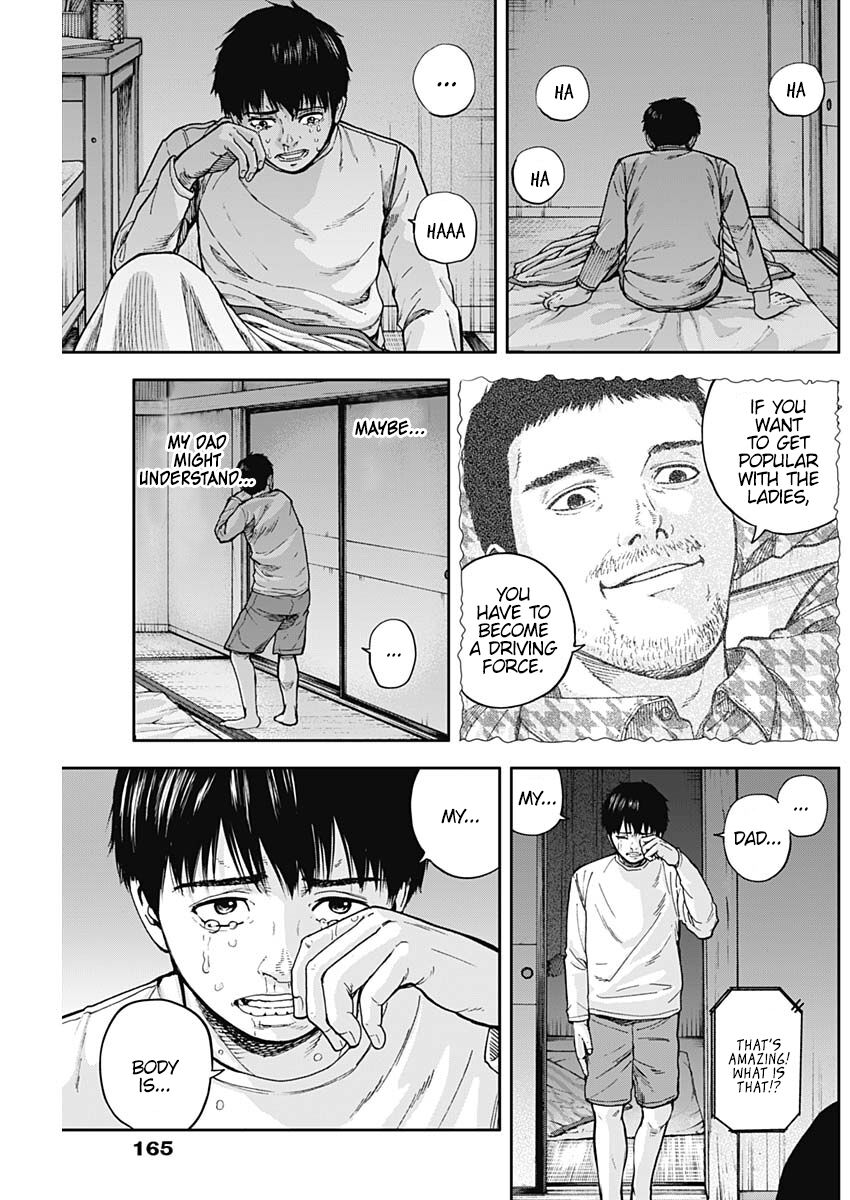 HA
HA
HA
...
HAAA
IF YOU
WANT
TO GET
POPULAR
WITH THE
LADIES,
YOU
HAVE TO
BECOME
A DRIVING
FORCE.
MAYBE...
MY DAD
MIGHT
UNDERSTAND...
...
...
DAD...
MY...
THAT'S
AMAZING!
WHAT IS
THAT!?
MY...
BODY
IS...
165